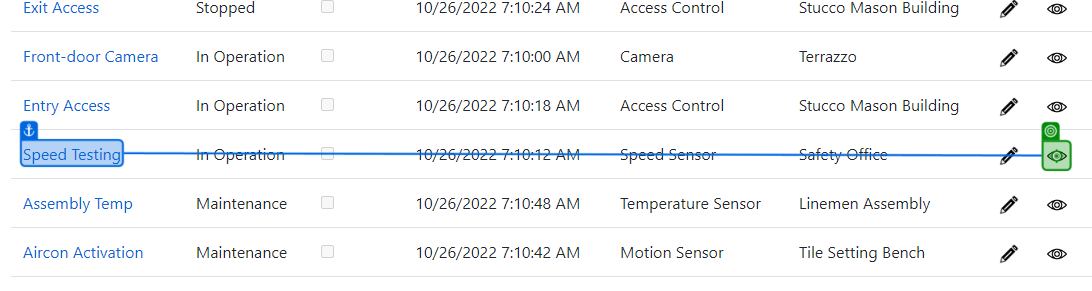 Exit Access Stopped 10/26/2022 7:10:24 AM Access Control Stucco Mason Building
Front-door Camera In Operation 10/26/2022 7:10:00 AM Camera Terrazzo
Entry Access In Operation 10/26/2022 7:10:18 AM Access Control Stucco Mason Building
Speed Testing In Operation 10/26/2022 7:10:12 AM Speed Sensor Safety Office
Assembly Temp Maintenance 10/26/2022 7:10:48 AM Temperature Sensor Linemen Assembly
Aircon Activation Maintenance 10/26/2022 7:10:42 AM Motion Sensor Tile Setting Bench